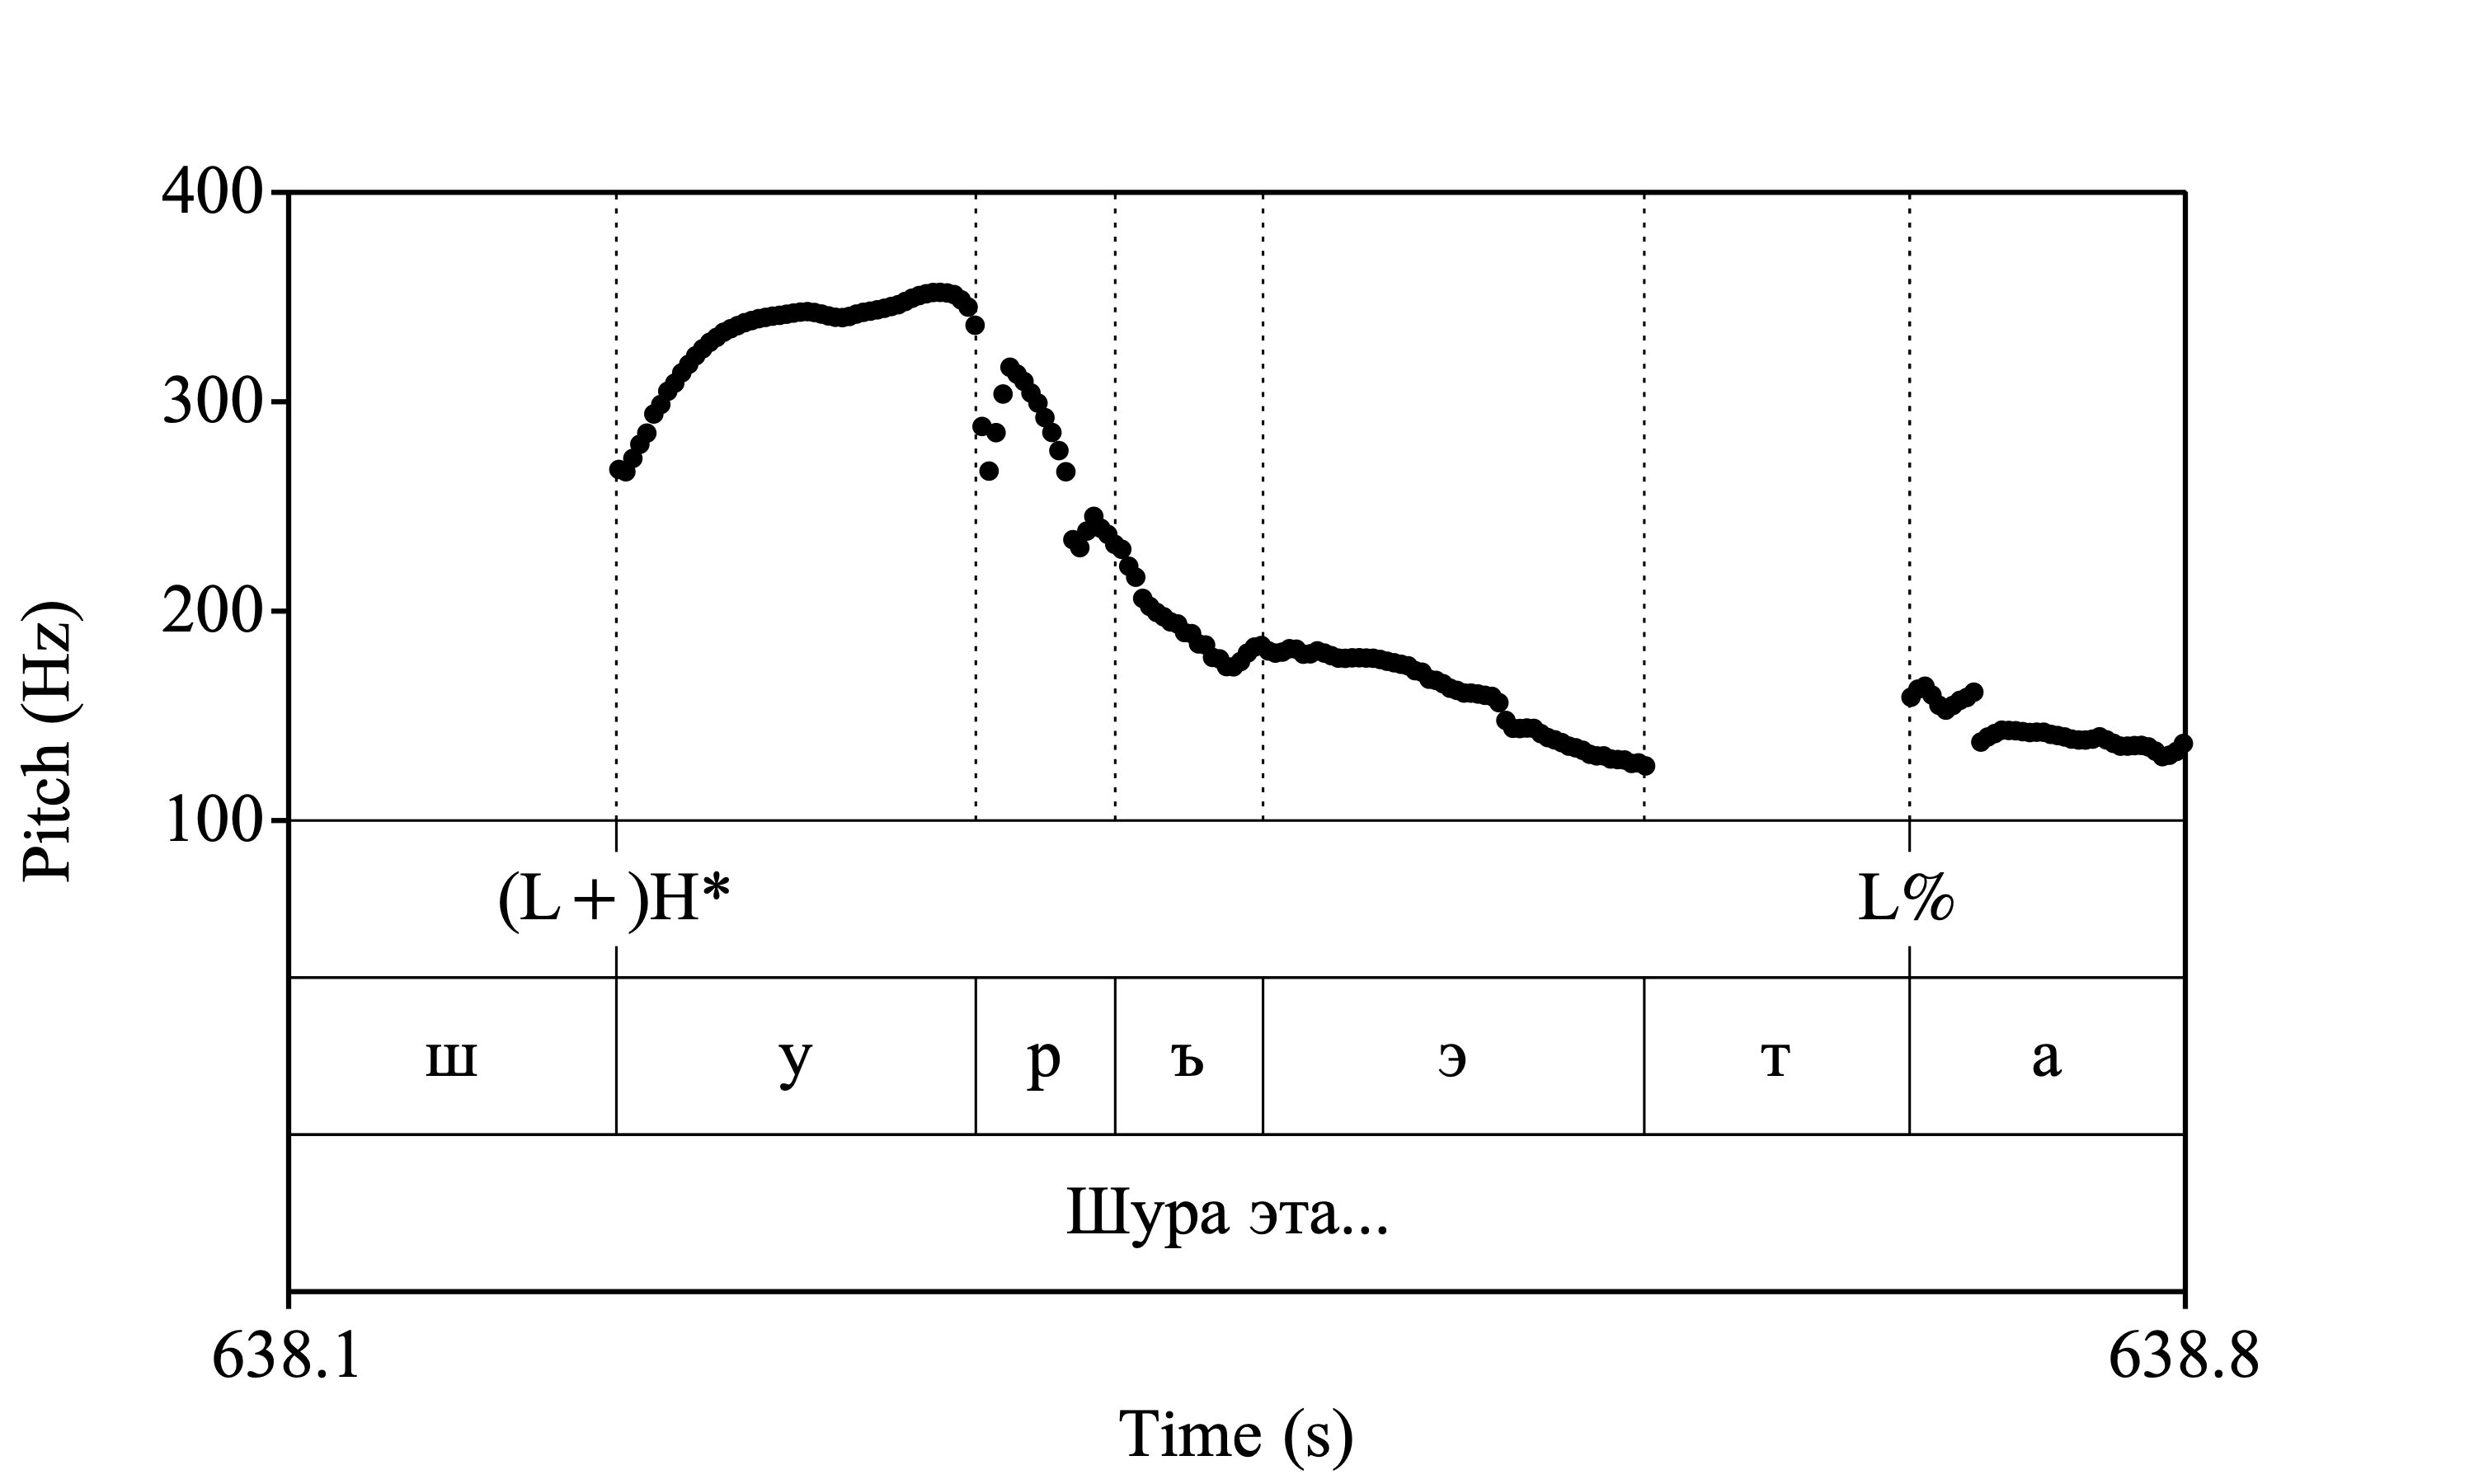 400
300
200
100
Pitch (Hz)
(L+)H* L%
ш у р ъ э т а
Шура эта...
638.1 638.8
Time (s)